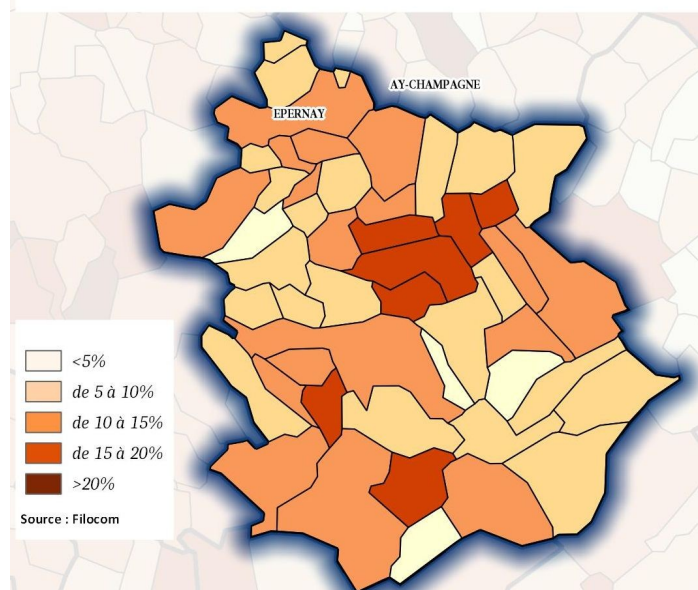 AY-CHAMPAGNE
EPERNAY
<5%
de 5 à 10%
de 10 à 15%
de 15 à 20%
>20%
Source : Filocom